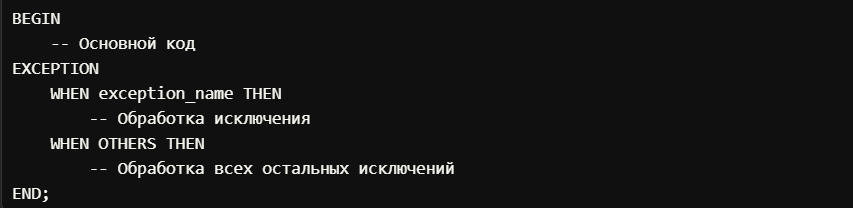 BEGIN
    -- Основной код
EXCEPTION
    WHEN exception_name THEN
        -- Обработка исключения
    WHEN OTHERS THEN
        -- Обработка всех остальных исключений
END;